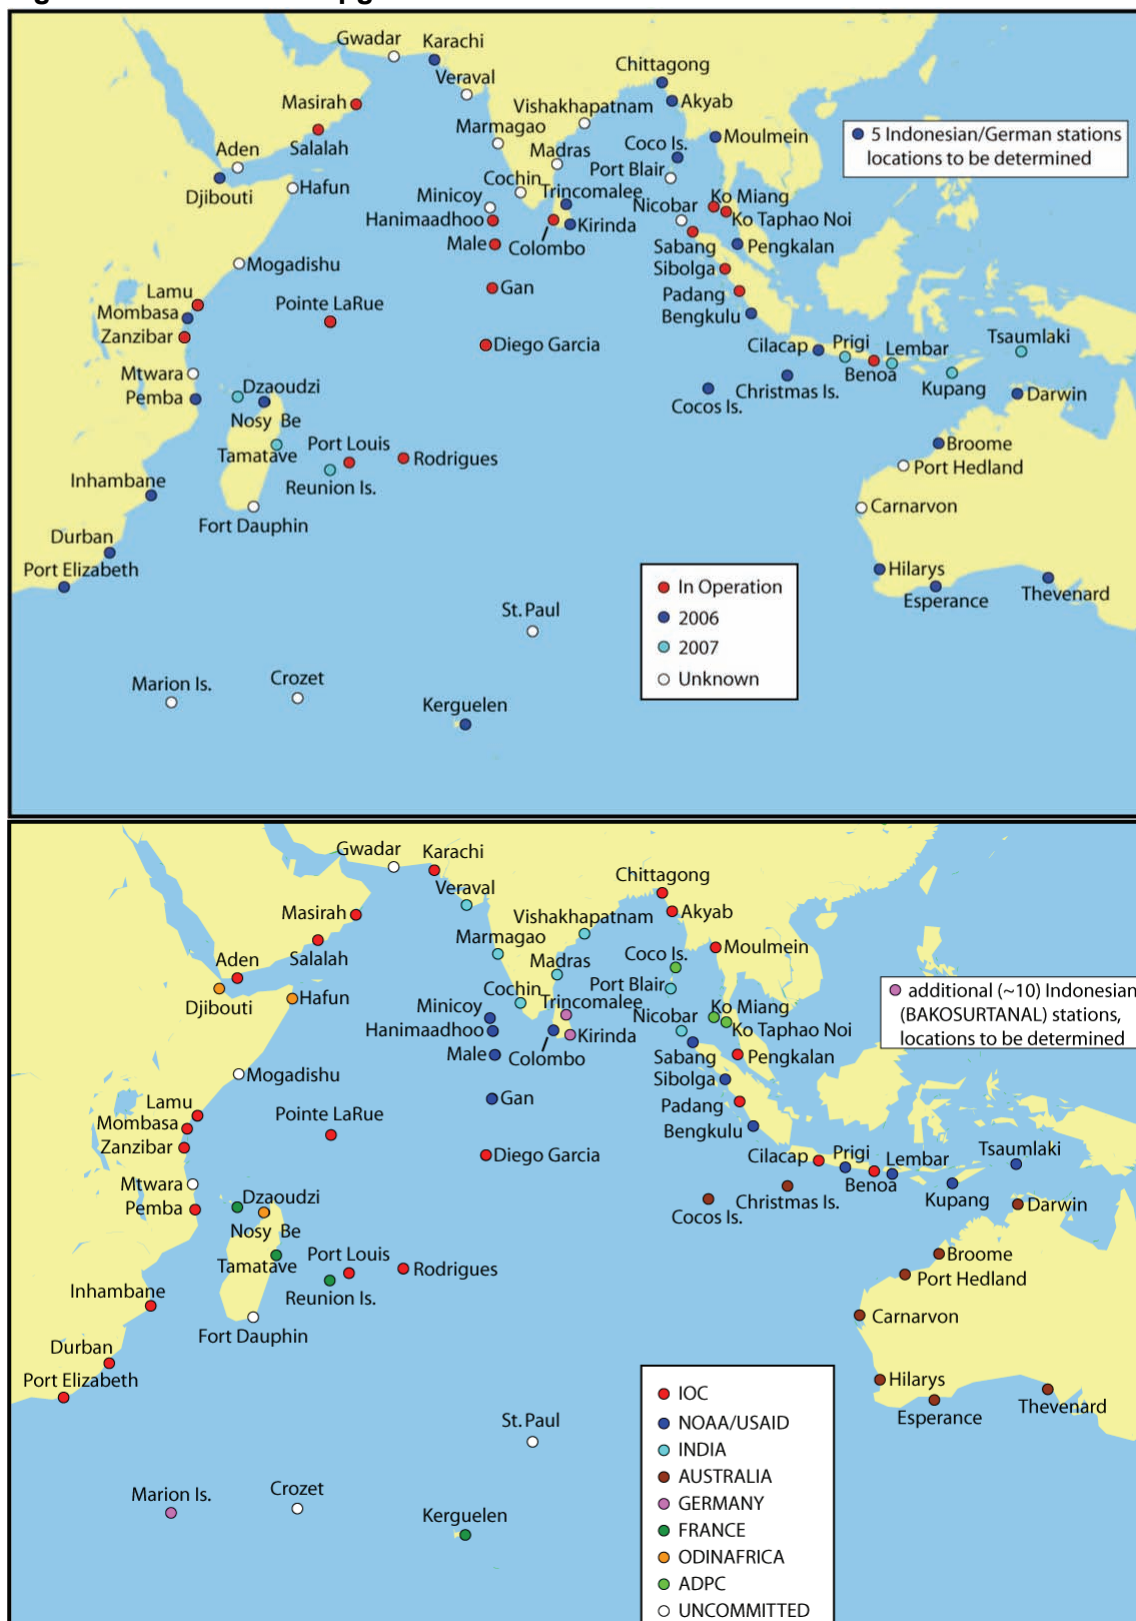 Gwadar
Karachi
Veraval
Chittagong
Masirah
Vishakhapatnam
Akyab
Marmagao
Moulmein
5 Indonesian/German stations
locations to be determined
Salalah
Aden
Madras
Coco Is.
Port Blair
Djibouti
Hafun
Cochin
Trincomalee
Minicoy
Nicobar
Ko Miang
Hanimaadhoo
Kirinda
Ko Taphao Noi
Male
Colombo
Sabang
Pengkalan
Mogadishu
Sibolga
Lamu
Pointe LaRue
Gan
Padang
Mombasa
Bengkulu
Zanzibar
Diego Garcia
Cilacap
Prigi
Lembar
Tsaumlaki
Mtwara
Benoa
Dzaoudzi
Christmas Is.
Kupang
Pemba
Cocos Is.
Darwin
Nosy Be
Port Louis
Broome
Tamatave
Rodrigues
Port Hedland
Inhambane
Reunion Is.
Carnarvon
Fort Dauphin
Durban
Port Elizabeth
Hilarys
Esperance
Thevenard
In Operation
2006
2007
Unknown
St. Paul
Marion Is.
Crozet
Kerguelen
Gwadar
Karachi
Veraval
Chittagong
Masirah
Vishakhapatnam
Akyab
Marmagao
Moulmein
Salalah
Aden
Madras
Coco Is.
Port Blair
additional (~10) Indonesian
(BAKOSURTANAL) stations,
locations to be determined
Djibouti
Hafun
Cochin
Trincomalee
Minicoy
Nicobar
Ko Miang
Hanimaadhoo
Kirinda
Ko Taphao Noi
Male
Colombo
Sabang
Pengkalan
Mogadishu
Sibolga
Lamu
Pointe LaRue
Gan
Padang
Mombasa
Bengkulu
Zanzibar
Diego Garcia
Cilacap
Prigi
Lembar
Tsaumlaki
Mtwara
Benoa
Dzaoudzi
Christmas Is.
Kupang
Pemba
Cocos Is.
Darwin
Nosy Be
Port Louis
Broome
Tamatave
Rodrigues
Port Hedland
Inhambane
Reunion Is.
Carnarvon
Fort Dauphin
Durban
Port Elizabeth
Hilarys
Esperance
Thevenard
IOC
NOAA/USAID
INDIA
AUSTRALIA
GERMANY
FRANCE
ODINAFRICA
ADPC
UNCOMMITTED
St. Paul
Marion Is.
Crozet
Kerguelen